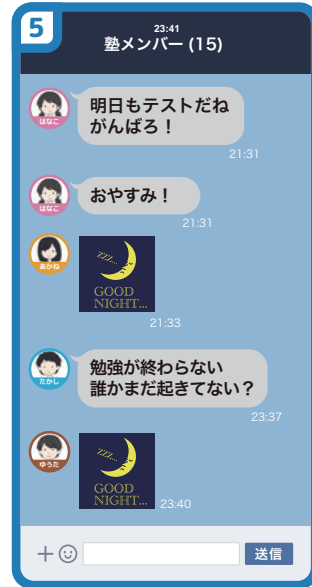 5
23:41
塾メンバー (15)
明日もテストだね
がんばろ！
はなこ
21:31
おやすみ！
はなこ
21:31
あかね
zzz...
GOOD
NIGHT...
21:33
勉強が終わらない
誰かまだ起きてない？
たかし
23:37
ゆうた
zzz...
GOOD
NIGHT...
23:40
送信